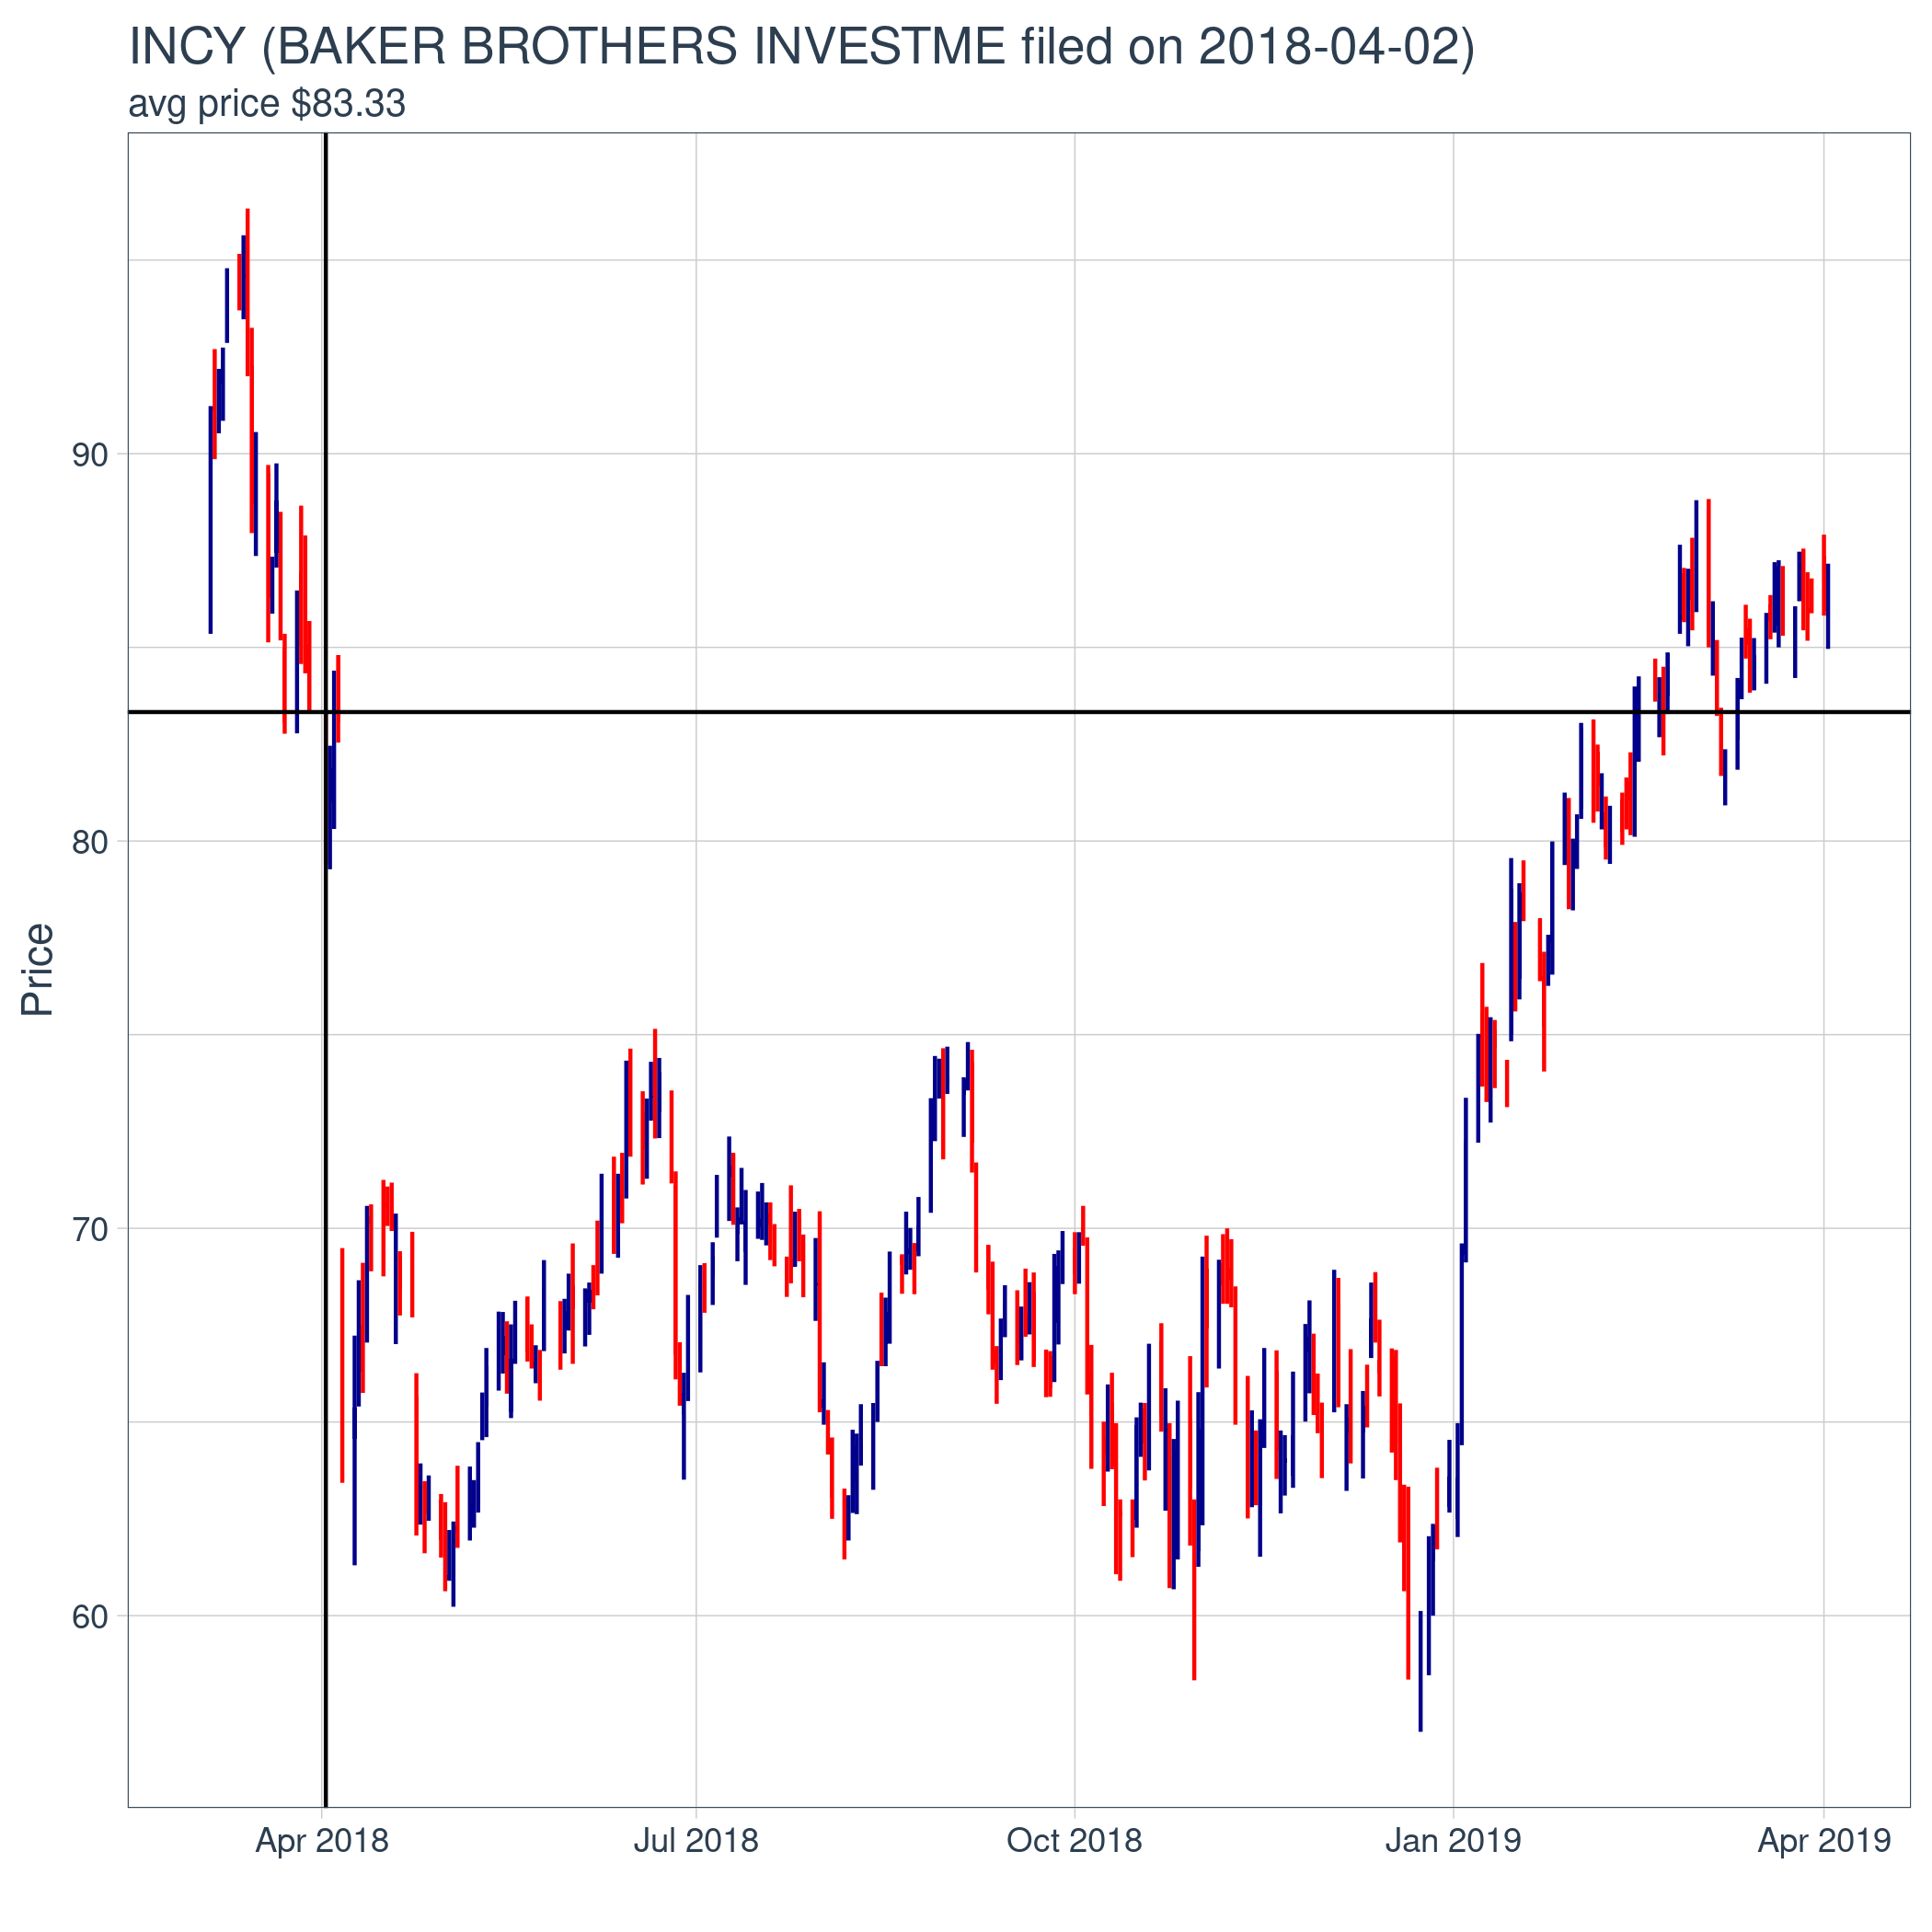 INCY (BAKER BROTHERS INVESTME filed on 2018-04-02)
avg price $83.33
90
80
70
60
Price
Apr 2018
Jul 2018
Oct 2018
Jan 2019
Apr 2019